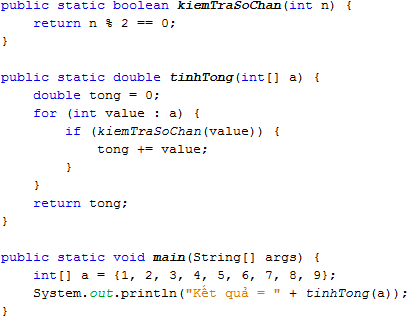 public static boolean kiemTraSoChan(int n) {
    return n % 2 == 0;
}

public static double tinhTong(int[] a) {
    double tong = 0;
    for (int value : a) {
        if (kiemTraSoChan(value)) {
            tong += value;
        }
    }
    return tong;
}

public static void main(String[] args) {
    int[] a = {1, 2, 3, 4, 5, 6, 7, 8, 9};
    System.out.println("Kết quả = " + tinhTong(a));
}